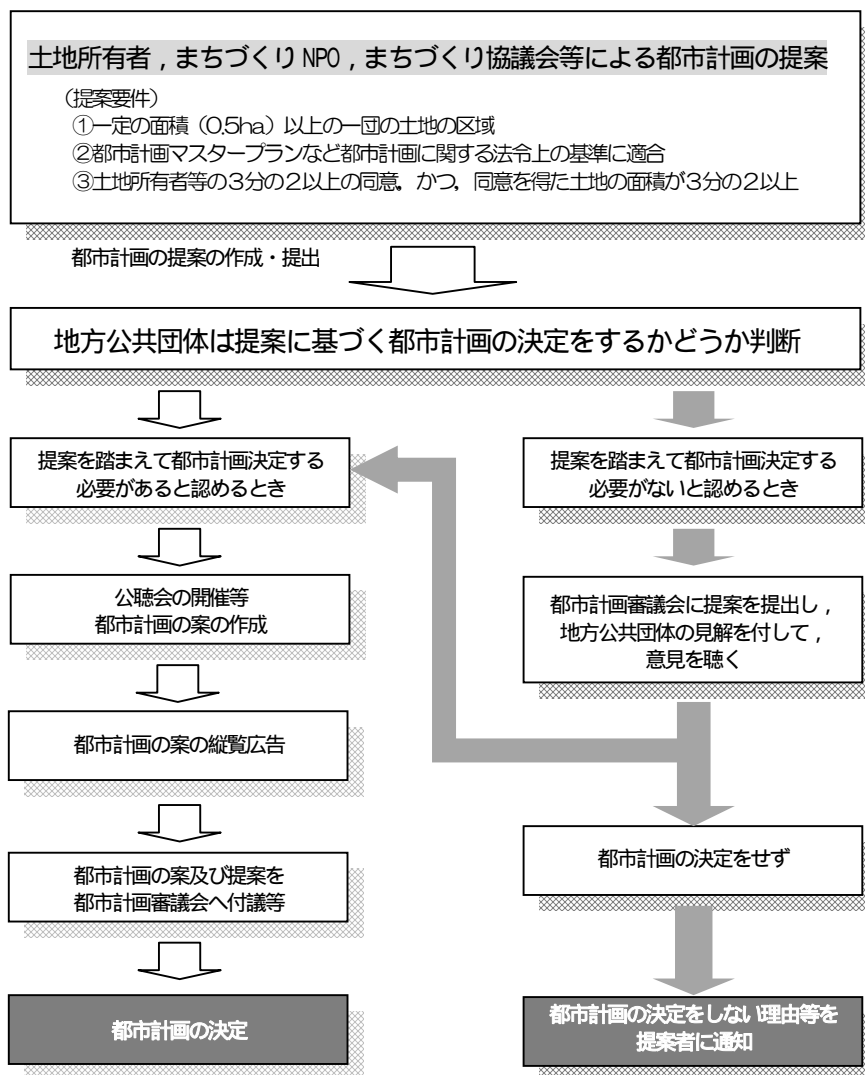 土地所有者，まちづくり NPO，まちづくり協議会等による都市計画の提案
（提案要件）
①一定の面積（0.5ha）以上の一団の土地の区域
②都市計画マスタープランなど都市計画に関する法令上の基準に適合
③土地所有者等の３分の２以上の同意，かつ，同意を得た土地の面積が３分の２以上
都市計画の提案の作成・提出
地方公共団体は提案に基づく都市計画の決定をするかどうか判断
提案を踏まえて都市計画決定する
必要があると認めるとき
公聴会の開催等
都市計画の案の作成
都市計画の案の縦覧広告
都市計画の案及び提案を
都市計画審議会へ付議等
都市計画の決定
提案を踏まえて都市計画決定する
必要がないと認めるとき
都市計画審議会に提案を提出し，
地方公共団体の見解を付して，
意見を聴く
都市計画の決定をせず
都市計画の決定をしない理由等を
提案者に通知